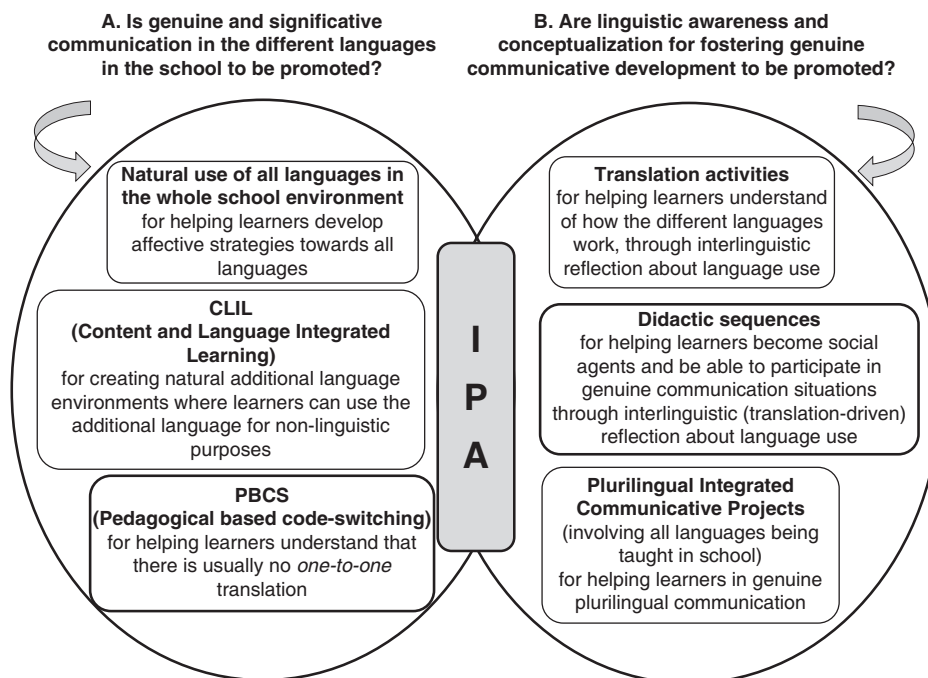 A. Is genuine and significative
communication in the different languages
in the school to be promoted?
B. Are linguistic awareness and
conceptualization for fostering genuine
communicative development to be promoted?
Natural use of all languages in
the whole school environment
for helping learners develop
affective strategies towards all
languages
CLIL
(Content and Language Integrated
Learning)
for creating natural additional language
environments where learners can use the
additional language for non-linguistic
purposes
PBCS
(Pedagogical based code-switching)
for helping learners understand that
there is usually no one-to-one
translation
I
P
A
Translation activities
for helping learners understand
of how the different languages
work, through interlinguistic
reflection about language use
Didactic sequences
for helping learners become social
agents and be able to participate in
genuine communication situations
through interlinguistic (translation-driven)
reflection about language use
Plurilingual Integrated
Communicative Projects
(involving all languages being
taught in school)
for helping learners in genuine
plurilingual communication